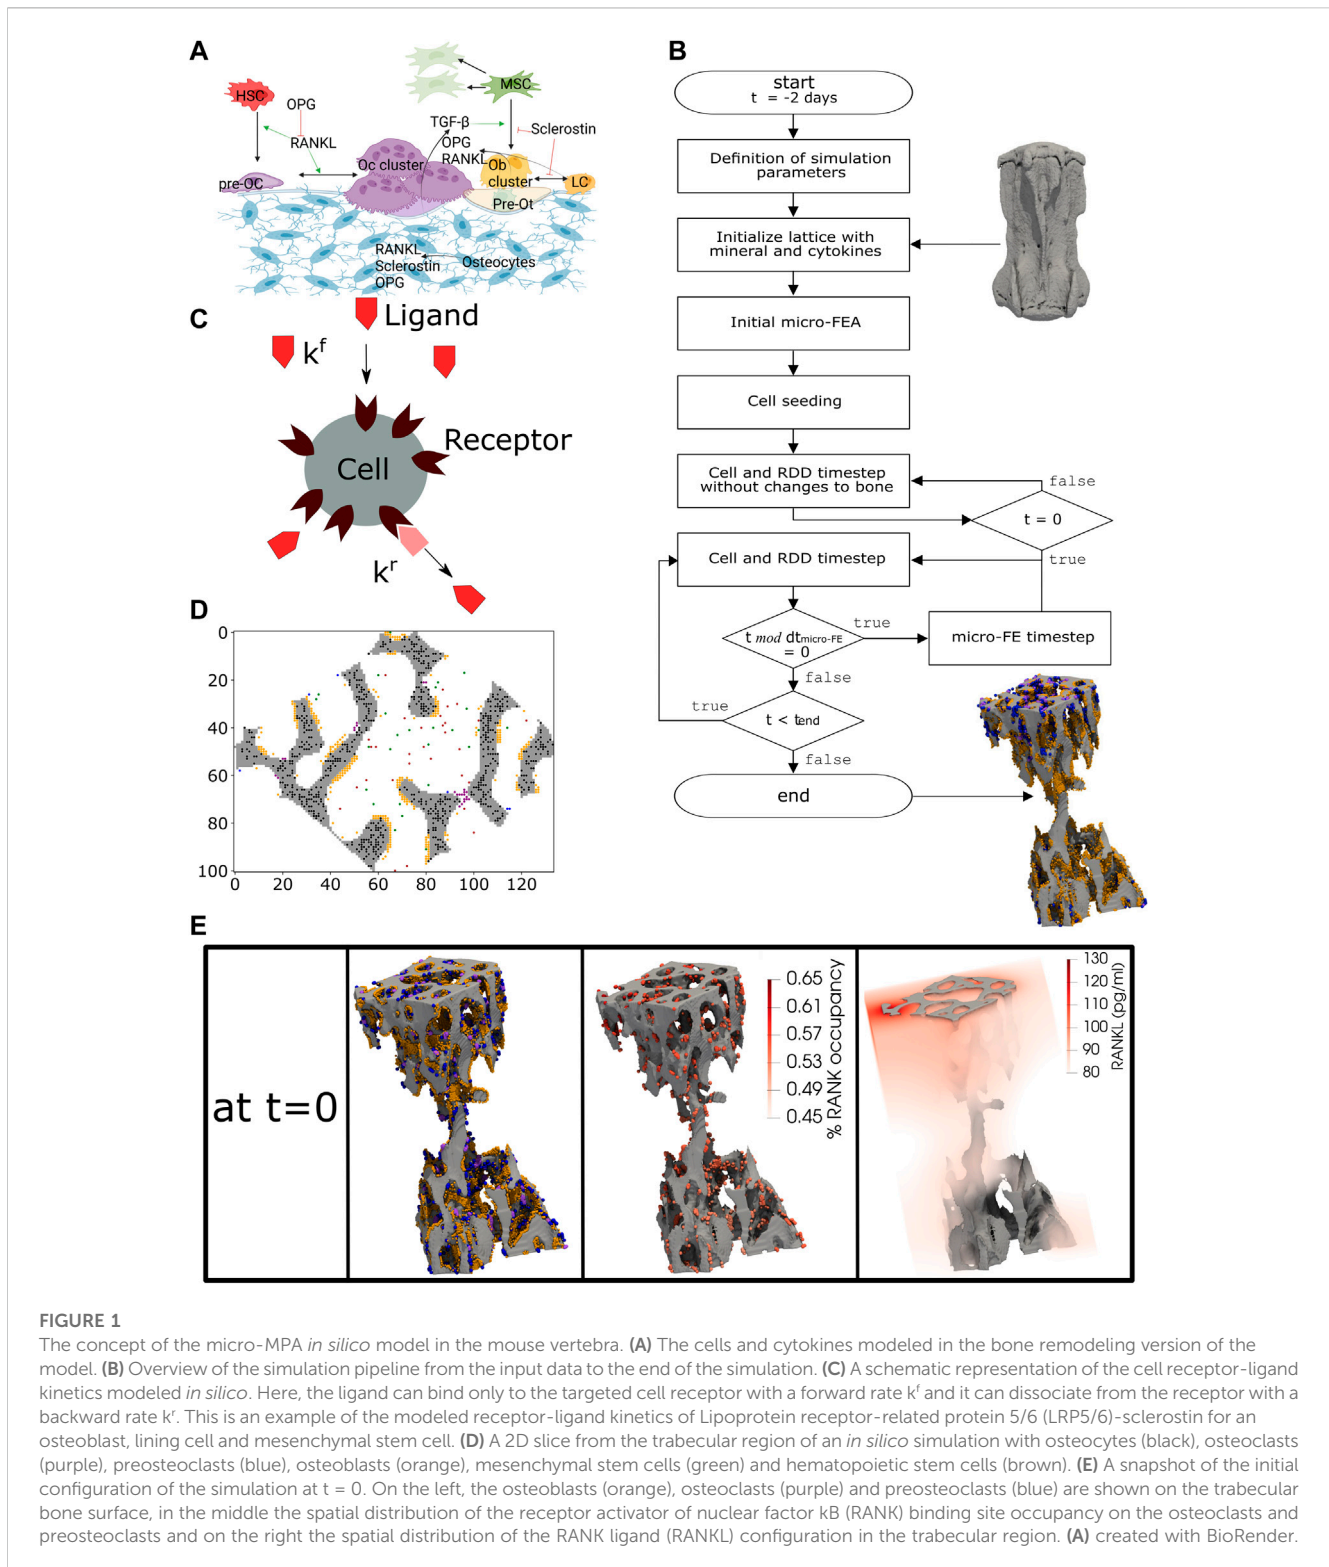 A
HSC
OPG
RANKL
pre-OC
Oc cluster
TGF-β
OPG
RANKL
MSC
Sclerostin
Ob
cluster
LC
Pre-Ot
RANKL
Sclerostin
OPG
Osteocytes
B
start
t = -2 days
Definition of simulation
parameters
Initialize lattice with
mineral and cytokines
Initial micro-FEA
Cell seeding
Cell and RDD timestep
without changes to bone
false
t = 0
true
Cell and RDD timestep
t mod dtmicro-FE
= 0
true
micro-FE timestep
false
t < tend
true
false
end
C
Ligand
kᶠ
Receptor
Cell
kʳ
D
0
20
40
60
80
100
0 20 40 60 80 100 120
E
at t=0
0.65
0.61
0.57
0.53
0.49
0.45
% RANK occupancy
130
120
110
100
90
80
RANKL (pg/ml)
FIGURE 1
The concept of the micro-MPA in silico model in the mouse vertebra. (A) The cells and cytokines modeled in the bone remodeling version of the
model. (B) Overview of the simulation pipeline from the input data to the end of the simulation. (C) A schematic representation of the cell receptor-ligand
kinetics modeled in silico. Here, the ligand can bind only to the targeted cell receptor with a forward rate kᶠ and it can dissociate from the receptor with a
backward rate kʳ. This is an example of the modeled receptor-ligand kinetics of Lipoprotein receptor-related protein 5/6 (LRP5/6)-sclerostin for an
osteoblast, lining cell and mesenchymal stem cell. (D) A 2D slice from the trabecular region of an in silico simulation with osteocytes (black), osteoclasts
(purple), preosteoclasts (blue), osteoblasts (orange), mesenchymal stem cells (green) and hematopoietic stem cells (brown). (E) A snapshot of the initial
configuration of the simulation at t = 0. On the left, the osteoblasts (orange), osteoclasts (purple) and preosteoclasts (blue) are shown on the trabecular
bone surface, in the middle the spatial distribution of the receptor activator of nuclear factor kB (RANK) binding site occupancy on the osteoclasts and
preosteoclasts and on the right the spatial distribution of the RANK ligand (RANKL) configuration in the trabecular region. (A) created with BioRender.